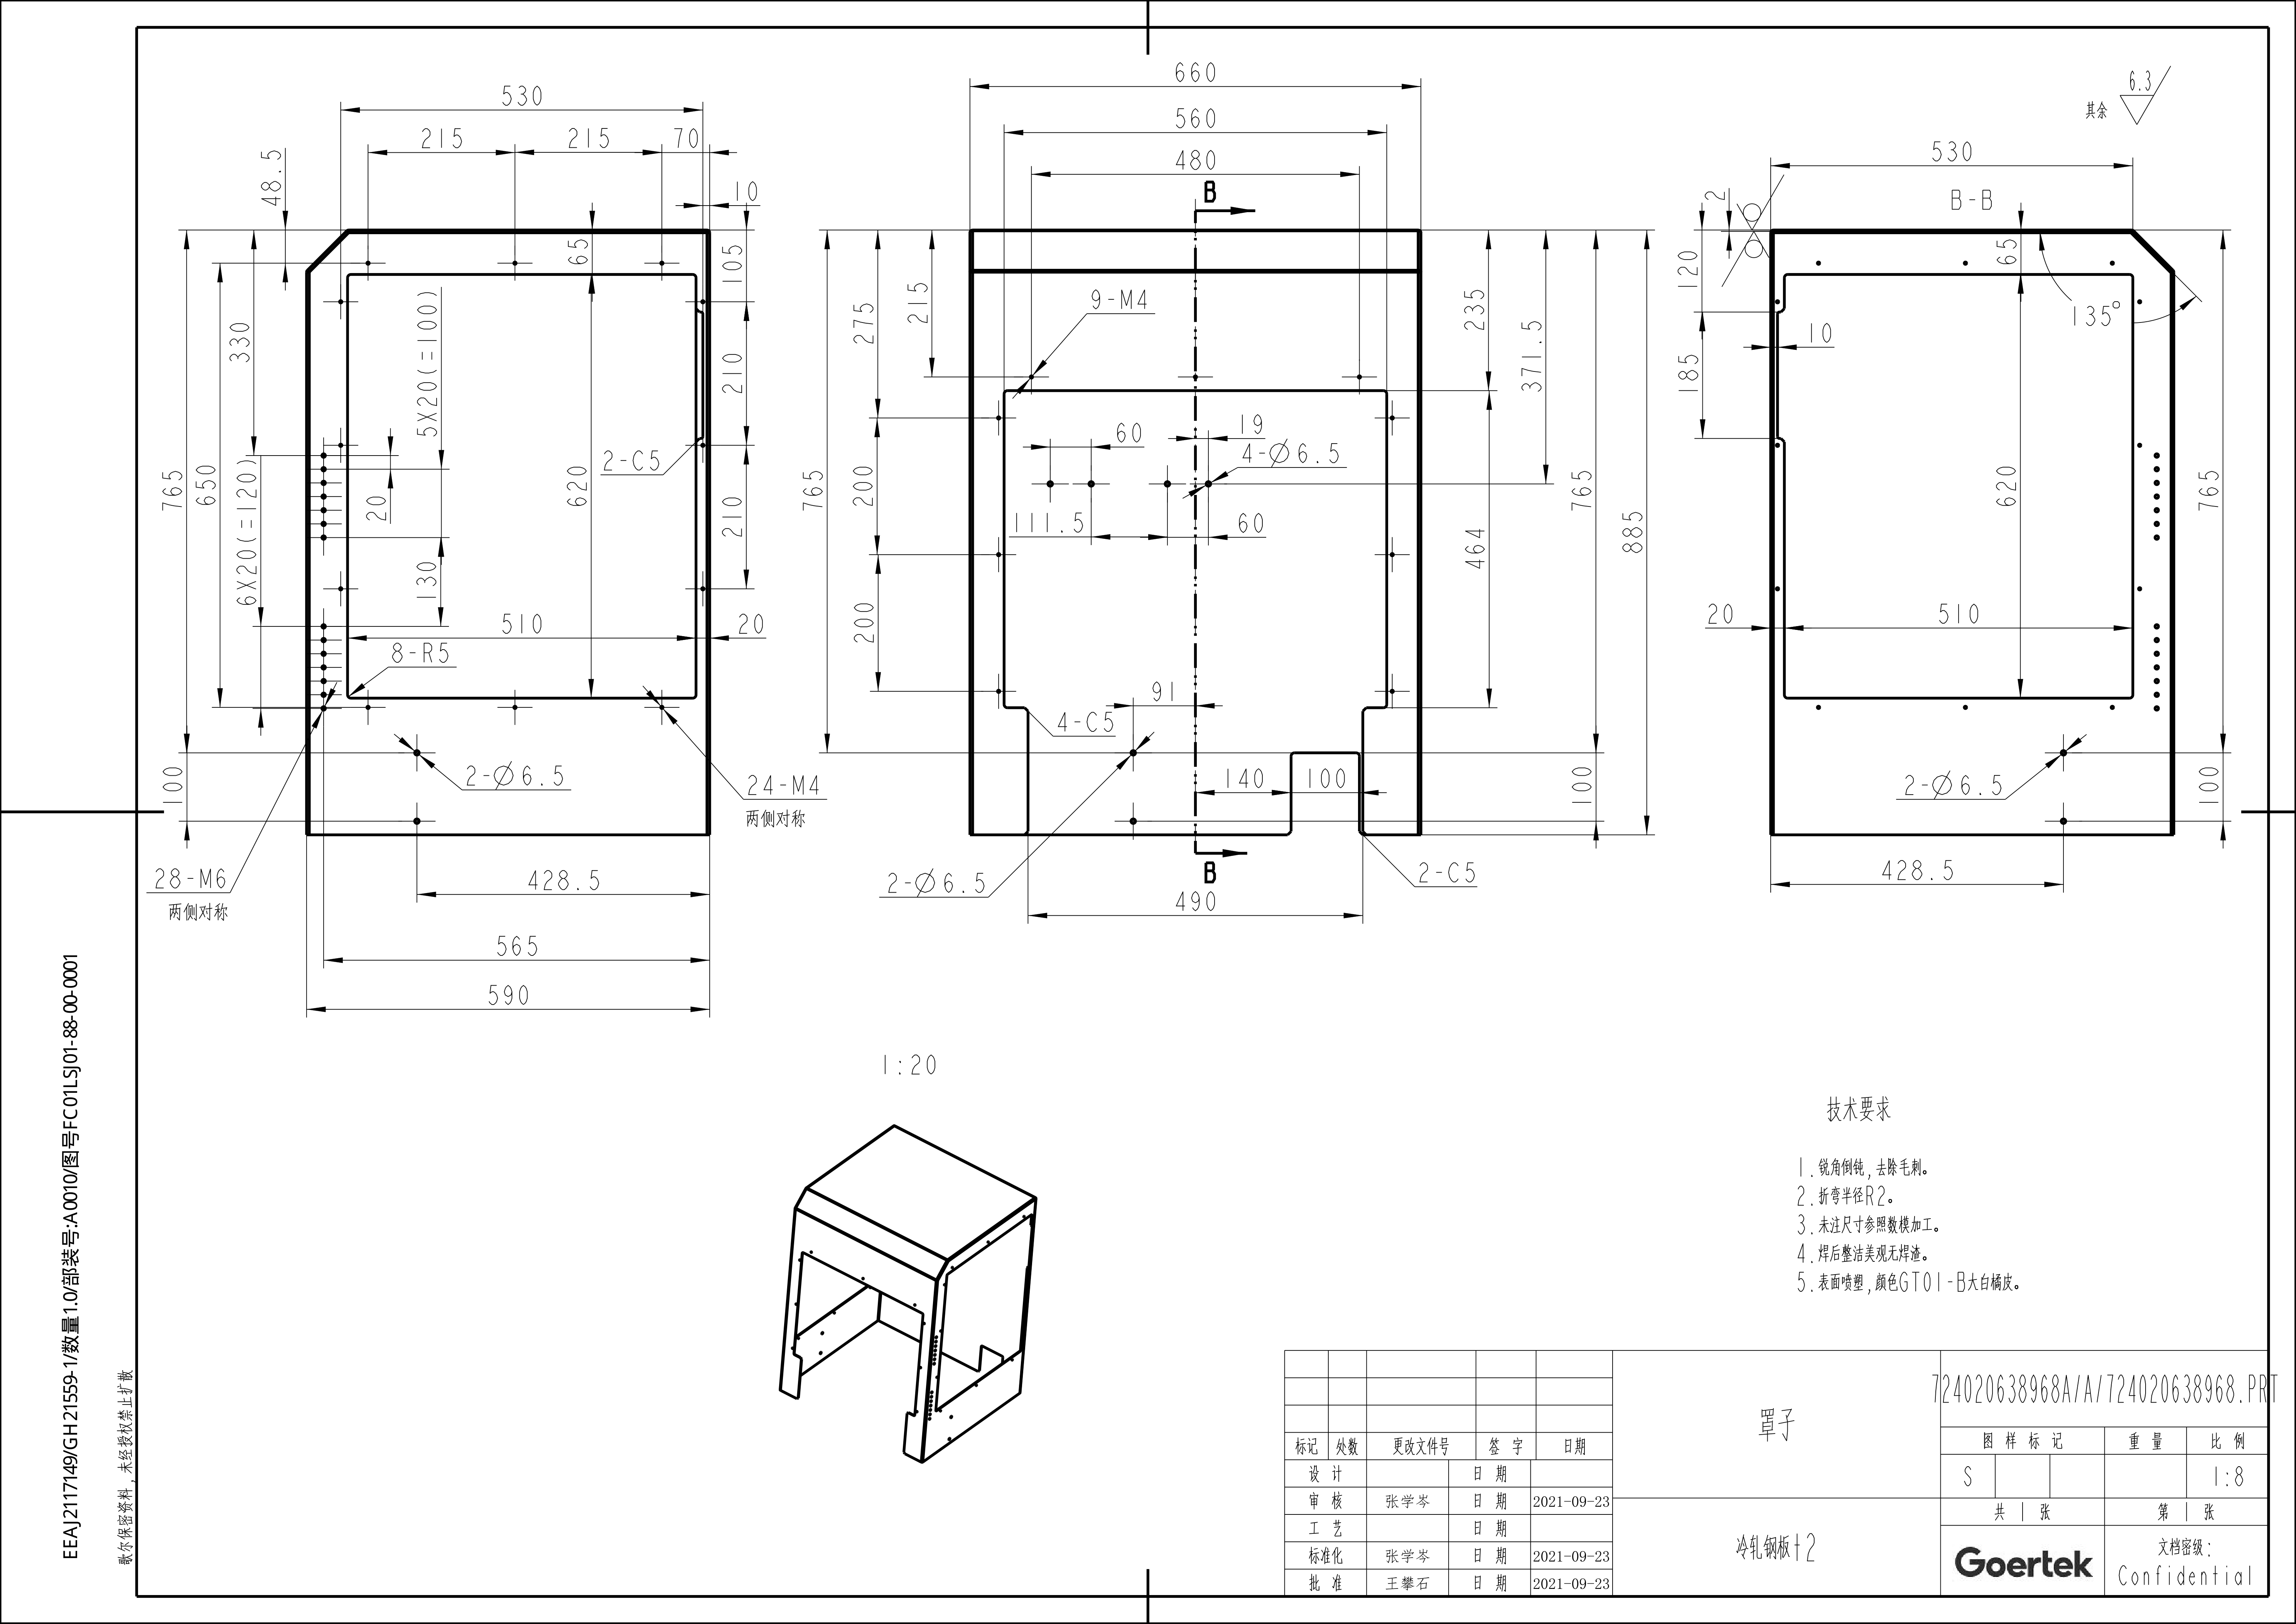 660
530
560
215
215
70
480
48.5
10
B
其余
6.3
530
2
B-B
765
650
330
5X20(=100)
65
105
210
2-C5
6X20(=120)
20
620
210
130
510
20
8-R5
2-∅6.5
100
24-M4
两侧对称
28-M6
两侧对称
428.5
565
590
765
275
215
9-M4
235
371.5
60
19
4-∅6.5
200
111.5
60
464
765
885
200
91
4-C5
140
100
100
2-∅6.5
B
2-C5
490
120
65
135°
10
185
620
765
20
510
2-∅6.5
100
428.5
1:20
技术要求
1.锐角倒钝,去除毛刺。
2.折弯半径R2。
3.未注尺寸参照数模加工。
4.焊后整洁美观无焊渣。
5.表面喷塑,颜色GT01-B大白橘皮。
EEAJ2117149/GH21559-1/数量1.0/部装号:A0010/图号FC01LSJ01-88-00-0001
歌尔保密资料，未经授权禁止扩散
标记 处数 更改文件号 签 字 日期
设 计 日 期
审 核 张学岑 日 期 2021-09-23
工 艺 日 期
标准化 张学岑 日 期 2021-09-23
批 准 王攀石 日 期 2021-09-23
罩子
冷轧钢板t2
724020638968A/A/724020638968.PRT
图 样 标 记 重 量 比 例
S 1:8
共 1 张 第 1 张
Goertek
文档密级:
Confidential